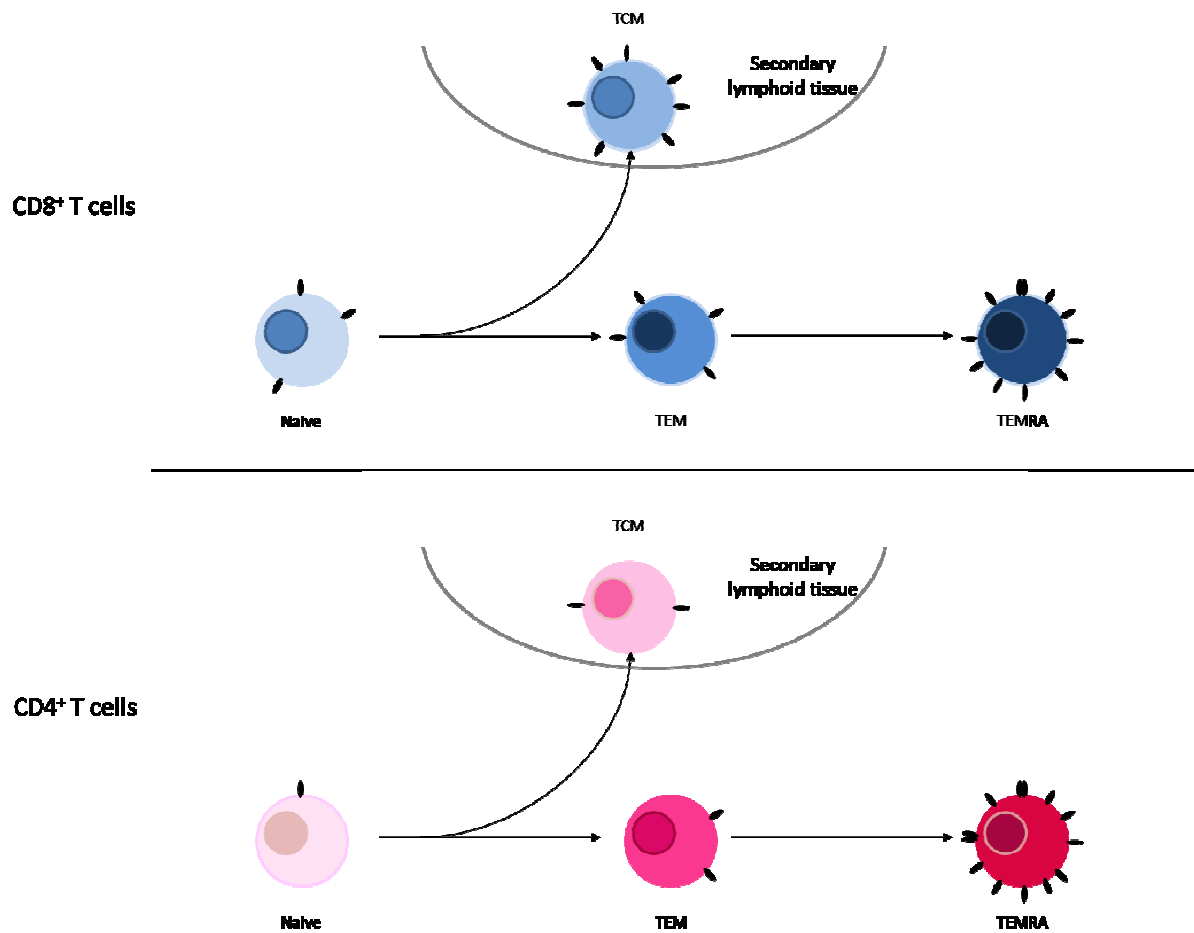 TCM
Secondary
lymphoid tissue
CD8⁺ T cells
Naive
TEM
TEMRA
TCM
Secondary
lymphoid tissue
CD4⁺ T cells
Naive
TEM
TEMRA